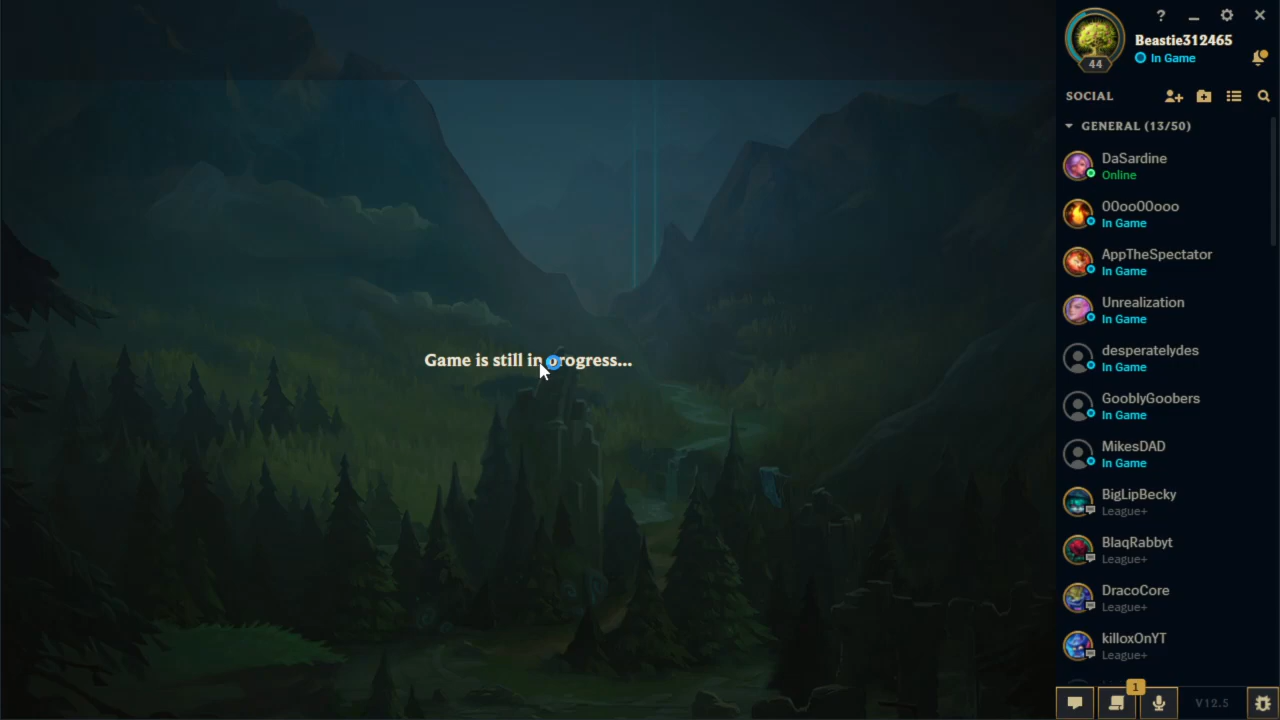 ?
Beastie312465
44
In Game
SOCIAL
GENERAL (13/50)
DaSardine
Online
00oo00ooo
In Game
AppTheSpectator
In Game
Unrealization
In Game
Game is still in progress...
desperatelydes
In Game
GooblyGoobers
In Game
MikesDAD
In Game
BigLipBecky
League+
BlaqRabbyt
League+
DracoCore
League+
killoxOnYT
League+
1
V12.5